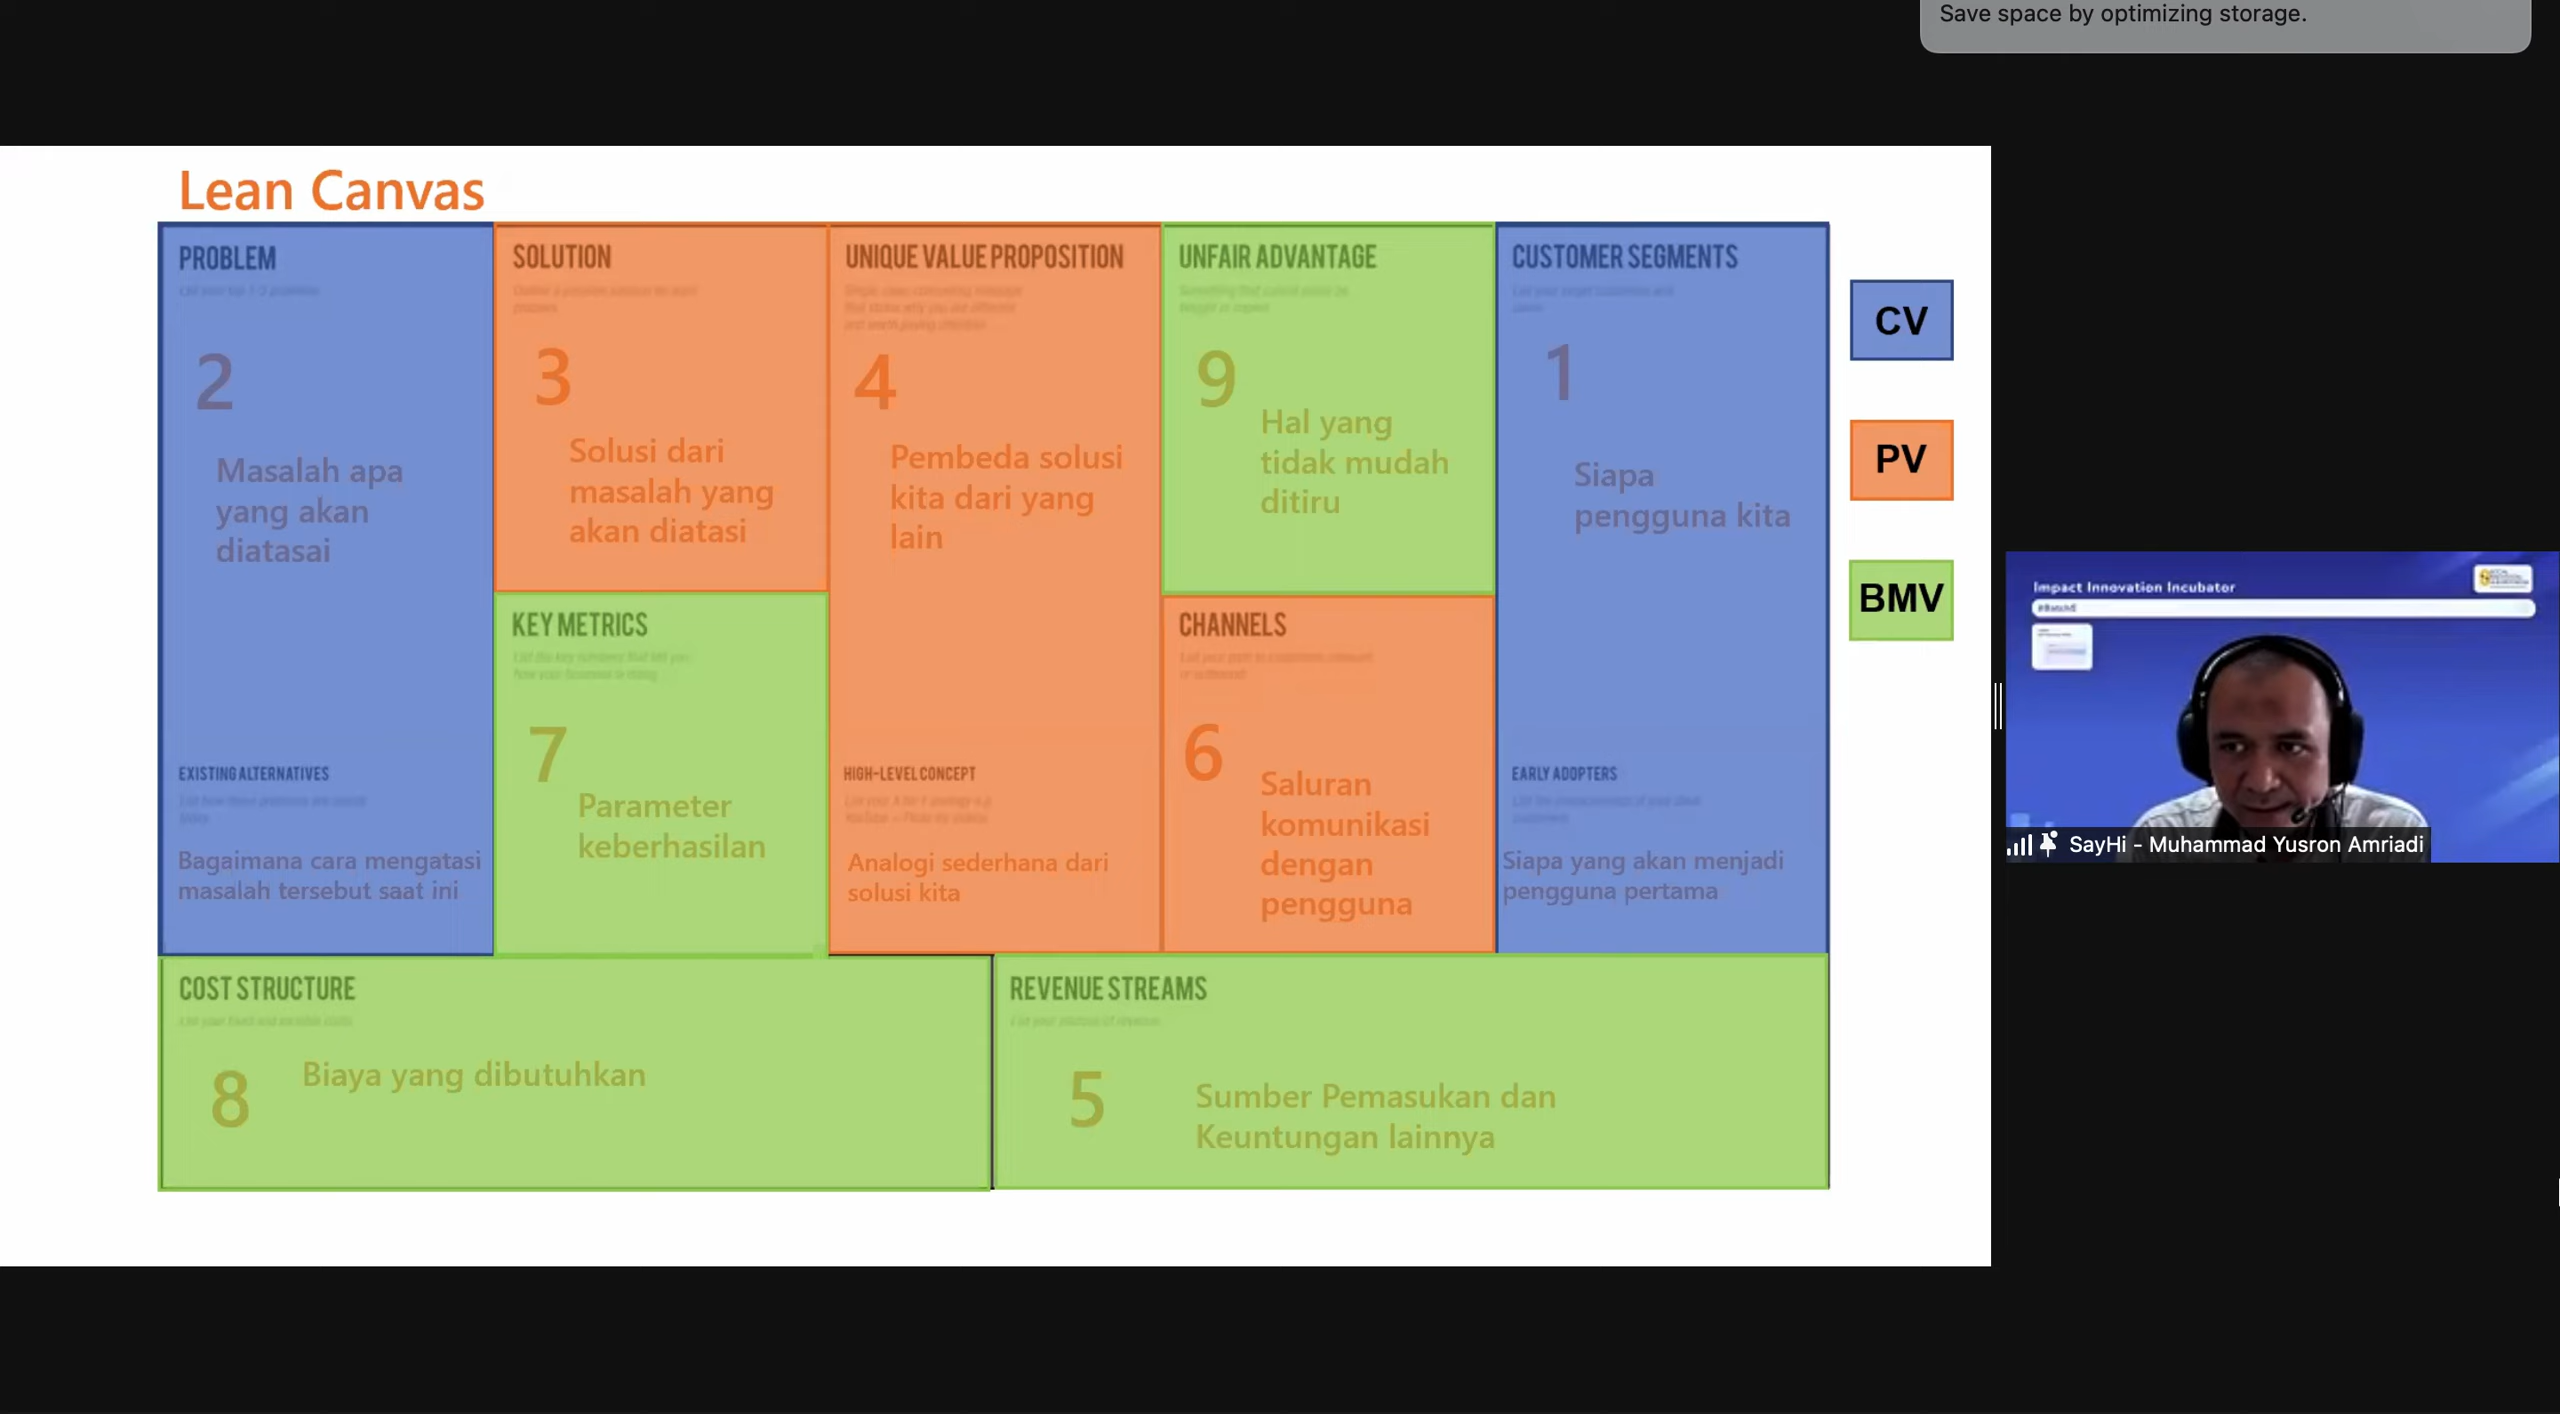 Save space by optimizing storage.
Lean Canvas
PROBLEM
2
Masalah apa
yang akan
diatasai
EXISTING ALTERNATIVES
Bagaimana cara mengatasi
masalah tersebut saat ini
SOLUTION
3
Solusi dari
masalah yang
akan diatasi
KEY METRICS
7
Parameter
keberhasilan
UNIQUE VALUE PROPOSITION
4
Pembeda solusi
kita dari yang
lain
HIGH-LEVEL CONCEPT
Analogi sederhana dari
solusi kita
UNFAIR ADVANTAGE
9
Hal yang
tidak mudah
ditiru
CHANNELS
6
Saluran
komunikasi
dengan
pengguna
CUSTOMER SEGMENTS
1
Siapa
pengguna kita
EARLY ADOPTERS
Siapa yang akan menjadi
pengguna pertama
COST STRUCTURE
8
Biaya yang dibutuhkan
REVENUE STREAMS
5
Sumber Pemasukan dan
Keuntungan lainnya
CV
PV
BMV
Impact Innovation Incubator
SayHi - Muhammad Yusron Amriadi